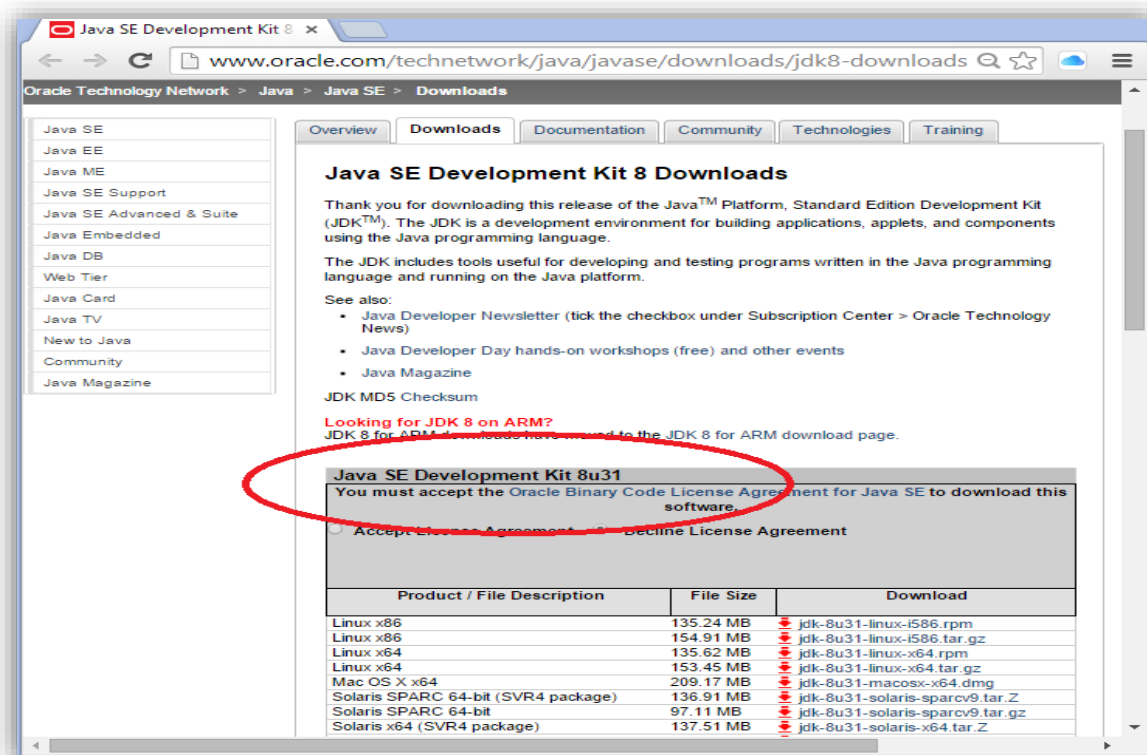 Java SE Development Kit 8
www.oracle.com/technetwork/java/javase/downloads/jdk8-downloads
Oracle Technology Network > Java > Java SE > Downloads
Java SE
Java EE
Java ME
Java SE Support
Java SE Advanced & Suite
Java Embedded
Java DB
Web Tier
Java Card
Java TV
New to Java
Community
Java Magazine
Overview Downloads Documentation Community Technologies Training
Java SE Development Kit 8 Downloads
Thank you for downloading this release of the Java™ Platform, Standard Edition Development Kit
(JDK™). The JDK is a development environment for building applications, applets, and components
using the Java programming language.
The JDK includes tools useful for developing and testing programs written in the Java programming
language and running on the Java platform.
See also:
• Java Developer Newsletter (tick the checkbox under Subscription Center > Oracle Technology
News)
• Java Developer Day hands-on workshops (free) and other events
• Java Magazine
JDK MD5 Checksum
Looking for JDK 8 on ARM?
JDK 8 for ARM downloads have moved to the JDK 8 for ARM download page.
Java SE Development Kit 8u31
You must accept the Oracle Binary Code License Agreement for Java SE to download this
software.
Accept License Agreement Decline License Agreement
Product / File Description File Size Download
Linux x86 135.24 MB jdk-8u31-linux-i586.rpm
Linux x86 154.91 MB jdk-8u31-linux-i586.tar.gz
Linux x64 135.62 MB jdk-8u31-linux-x64.rpm
Linux x64 153.45 MB jdk-8u31-linux-x64.tar.gz
Mac OS X x64 209.17 MB jdk-8u31-macosx-x64.dmg
Solaris SPARC 64-bit (SVR4 package) 136.91 MB jdk-8u31-solaris-sparcv9.tar.Z
Solaris SPARC 64-bit 97.11 MB jdk-8u31-solaris-sparcv9.tar.gz
Solaris x64 (SVR4 package) 137.51 MB jdk-8u31-solaris-x64.tar.Z